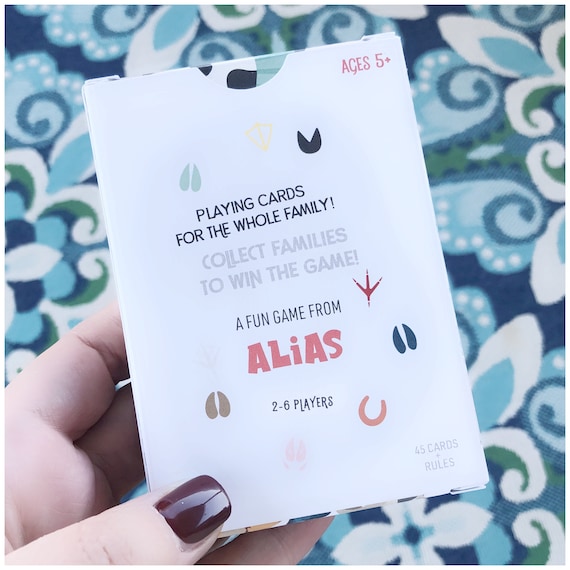 AGES 5+
PLAYING CARDS
FOR THE WHOLE FAMILY!
COLLECT FAMILIES
TO WIN THE GAME!
A FUN GAME FROM
ALiAS
2-6 PLAYERS
45 CARDS
+
RULES